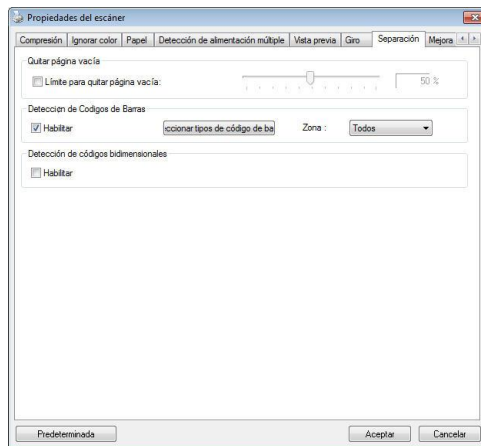 Propiedades del escáner
Compresión Ignorar color Papel Detección de alimentación múltiple Vista previa Giro Separación Mejora
Quitar página vacía
Límite para quitar página vacía: 50 %
Detección de Codigos de Barras
Habilitar ccionar tipos de código de ba Zona : Todos
Detección de códigos bidimensionales
Habilitar
Predeterminada Aceptar Cancelar